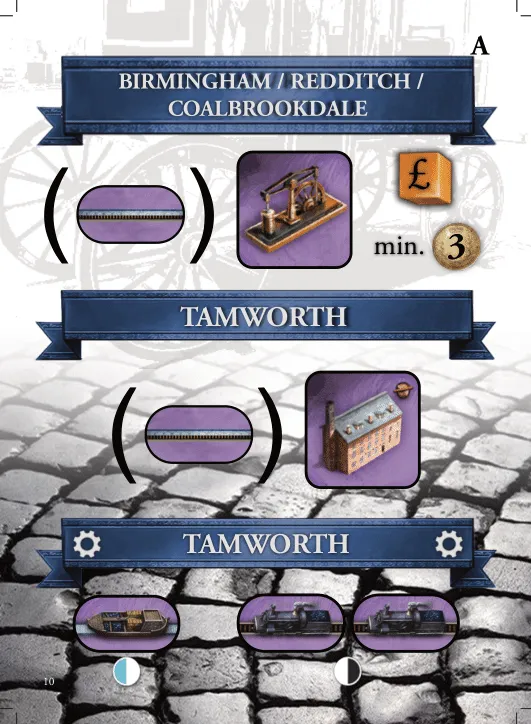 A
BIRMINGHAM / REDDITCH /
COALBROOKDALE
£
min. 3
TAMWORTH
TAMWORTH
10